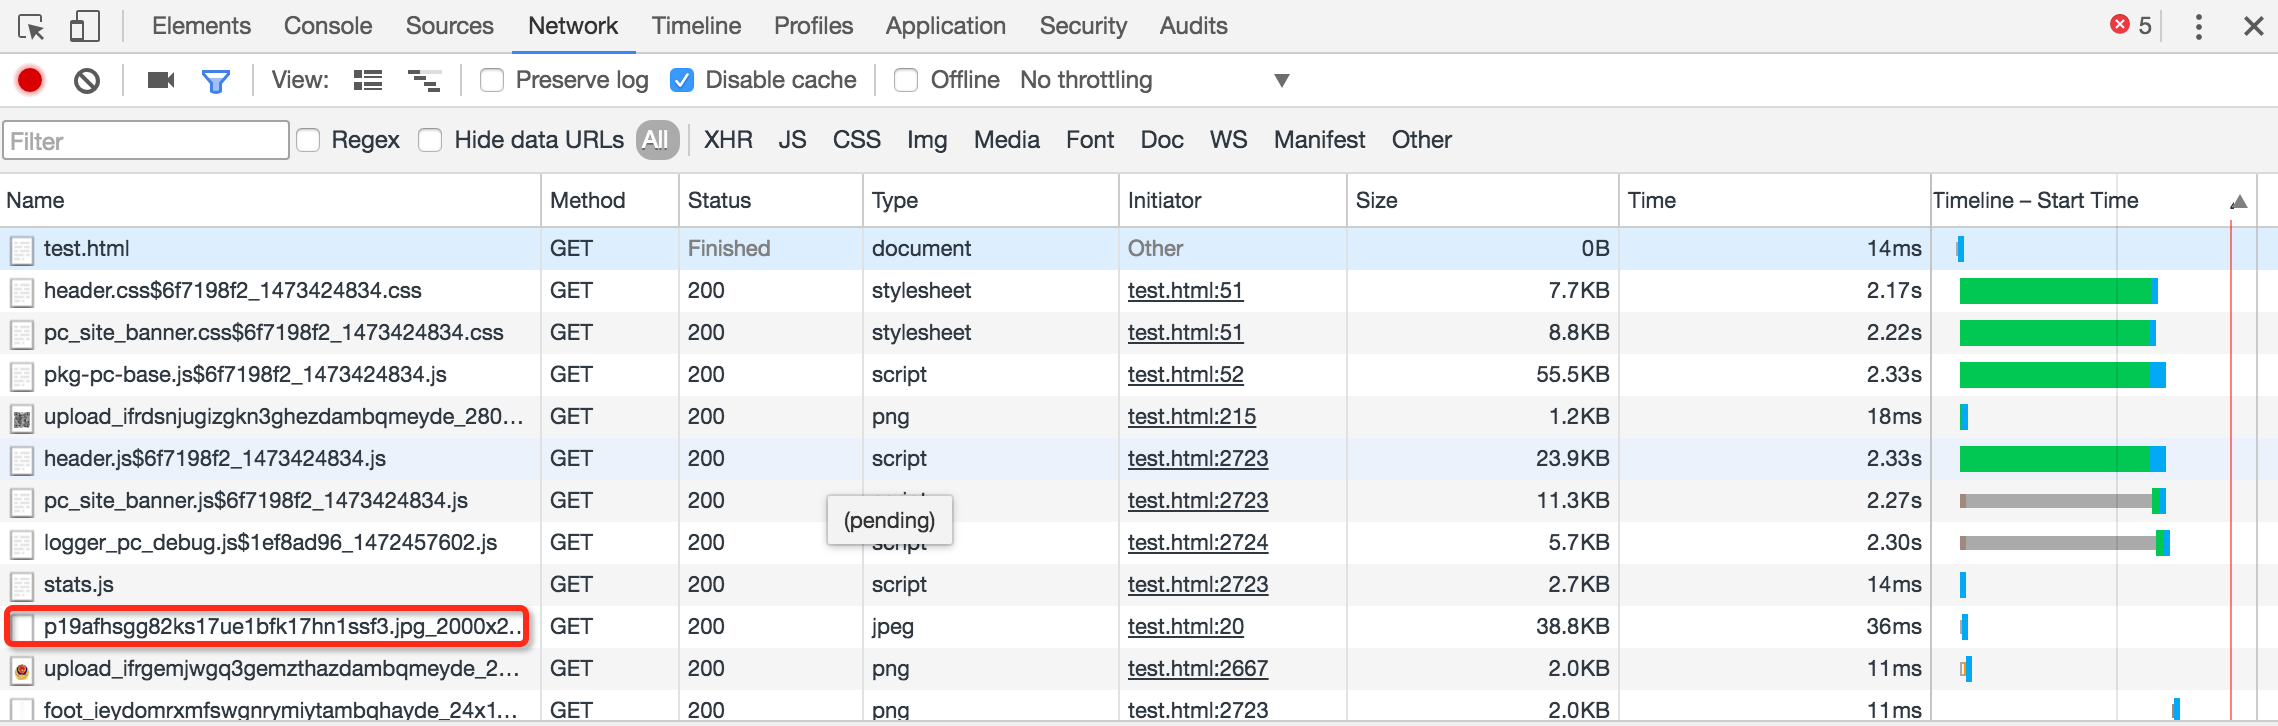 Elements Console Sources Network Timeline Profiles Application Security Audits 5
View: Preserve log Disable cache Offline No throttling
Filter Regex Hide data URLs All XHR JS CSS Img Media Font Doc WS Manifest Other
Name Method Status Type Initiator Size Time Timeline – Start Time
test.html GET Finished document Other 0B 14ms
header.css$6f7198f2_1473424834.css GET 200 stylesheet test.html:51 7.7KB 2.17s
pc_site_banner.css$6f7198f2_1473424834.css GET 200 stylesheet test.html:51 8.8KB 2.22s
pkg-pc-base.js$6f7198f2_1473424834.js GET 200 script test.html:52 55.5KB 2.33s
upload_ifrdsnjugizgkn3ghezdambqmeyde_280... GET 200 png test.html:215 1.2KB 18ms
header.js$6f7198f2_1473424834.js GET 200 script test.html:2723 23.9KB 2.33s
pc_site_banner.js$6f7198f2_1473424834.js GET 200 script test.html:2723 11.3KB 2.27s
(pending)
logger_pc_debug.js$1ef8ad96_1472457602.js GET 200 script test.html:2724 5.7KB 2.30s
stats.js GET 200 script test.html:2723 2.7KB 14ms
p19afhsgg82ks17ue1bfk17hn1ssf3.jpg_2000x2.. GET 200 jpeg test.html:20 38.8KB 36ms
upload_ifrgemjwgq3gemzthazdambqmeyde_2... GET 200 png test.html:2667 2.0KB 11ms
foot_ieydomrxmfswgnrymiytambqhayde_24x1... GET 200 png test.html:2723 2.0KB 11ms